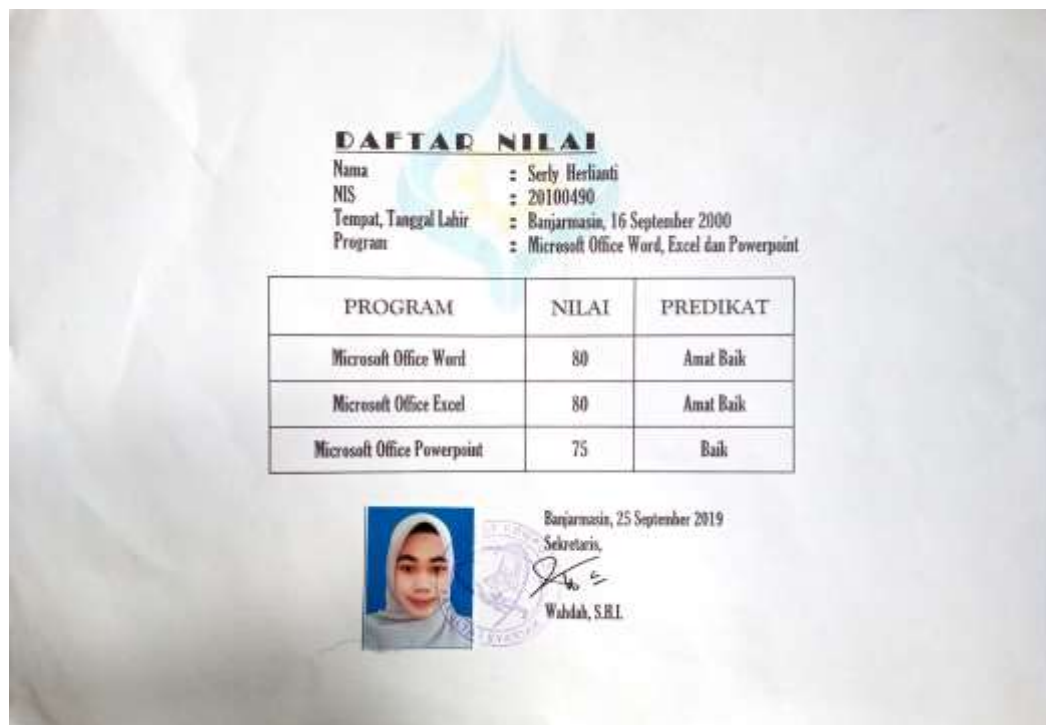 DAFTAR NILAI
Nama : Serly Herlianti
NIS : 20100490
Tempat, Tanggal Lahir : Banjarmasin, 16 September 2000
Program : Microsoft Office Word, Excel dan Powerpoint
PROGRAM NILAI PREDIKAT
Microsoft Office Word 80 Amat Baik
Microsoft Office Excel 80 Amat Baik
Microsoft Office Powerpoint 75 Baik
Banjarmasin, 25 September 2019
Sekretaris,
Wahdah, S.H.I.